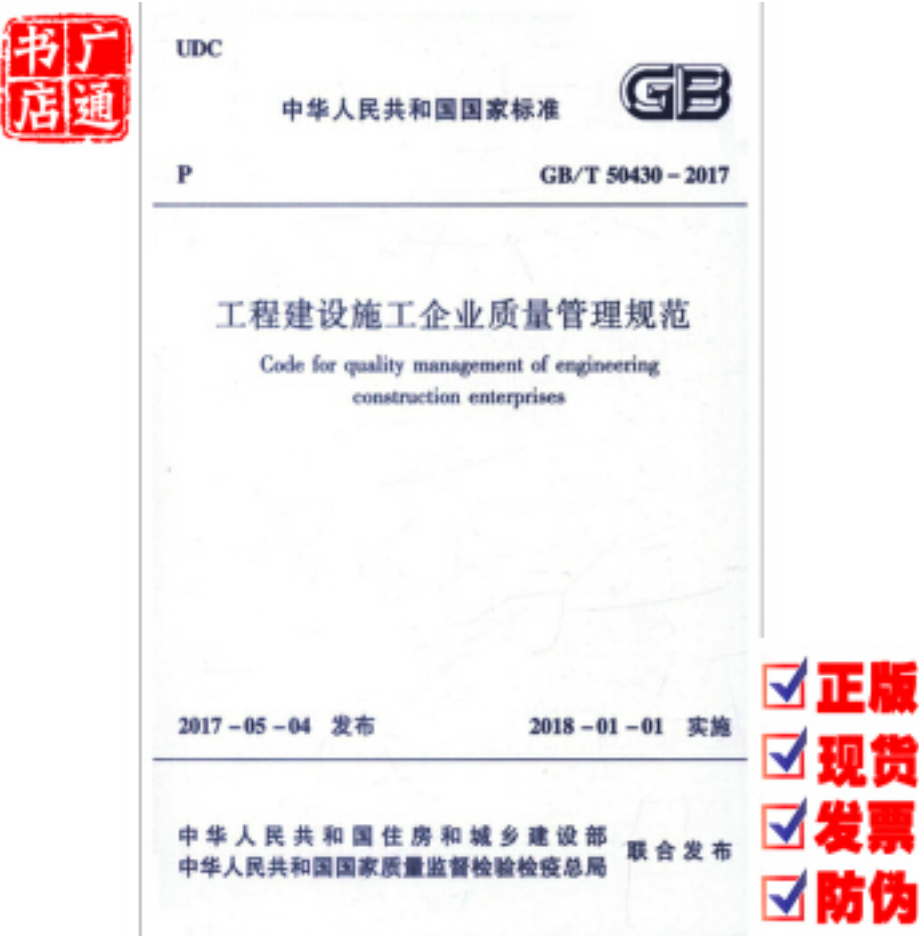 书广
店通
UDC
中华人民共和国国家标准
GB
P
GB/T 50430－2017
工程建设施工企业质量管理规范
Code for quality management of engineering
construction enterprises
2017－05－04 发布
2018－01－01 实施
中华人民共和国住房和城乡建设部
中华人民共和国国家质量监督检验检疫总局
联合发布
正版
现货
发票
防伪